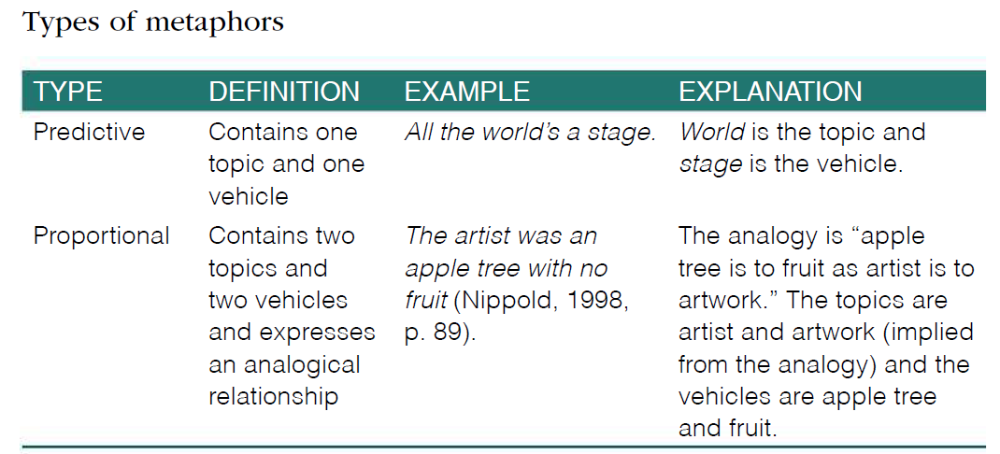 Types of metaphors
TYPE DEFINITION EXAMPLE EXPLANATION
Predictive Contains one All the world’s a stage. World is the topic and
topic and one stage is the vehicle.
vehicle
Proportional Contains two The artist was an The analogy is “apple
topics and apple tree with no tree is to fruit as artist is to
two vehicles fruit (Nippold, 1998, artwork.” The topics are
and expresses p. 89). artist and artwork (implied
an analogical from the analogy) and the
relationship vehicles are apple tree
and fruit.